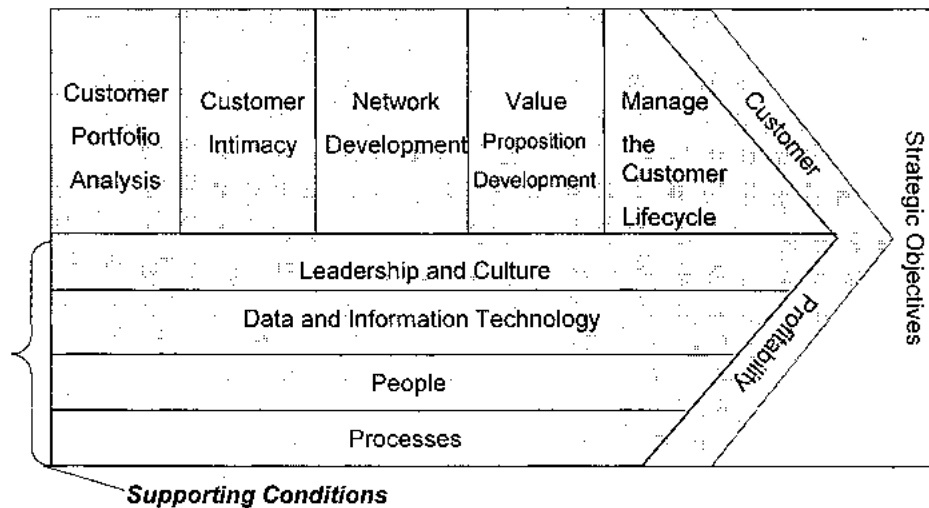 Customer
Portfolio
Analysis
Customer
Intimacy
Network
Development
Value
Proposition
Development
Manage
the
Customer
Lifecycle
Customer
Profitability
Strategic Objectives
Leadership and Culture
Data and Information Technology
People
Processes
Supporting Conditions